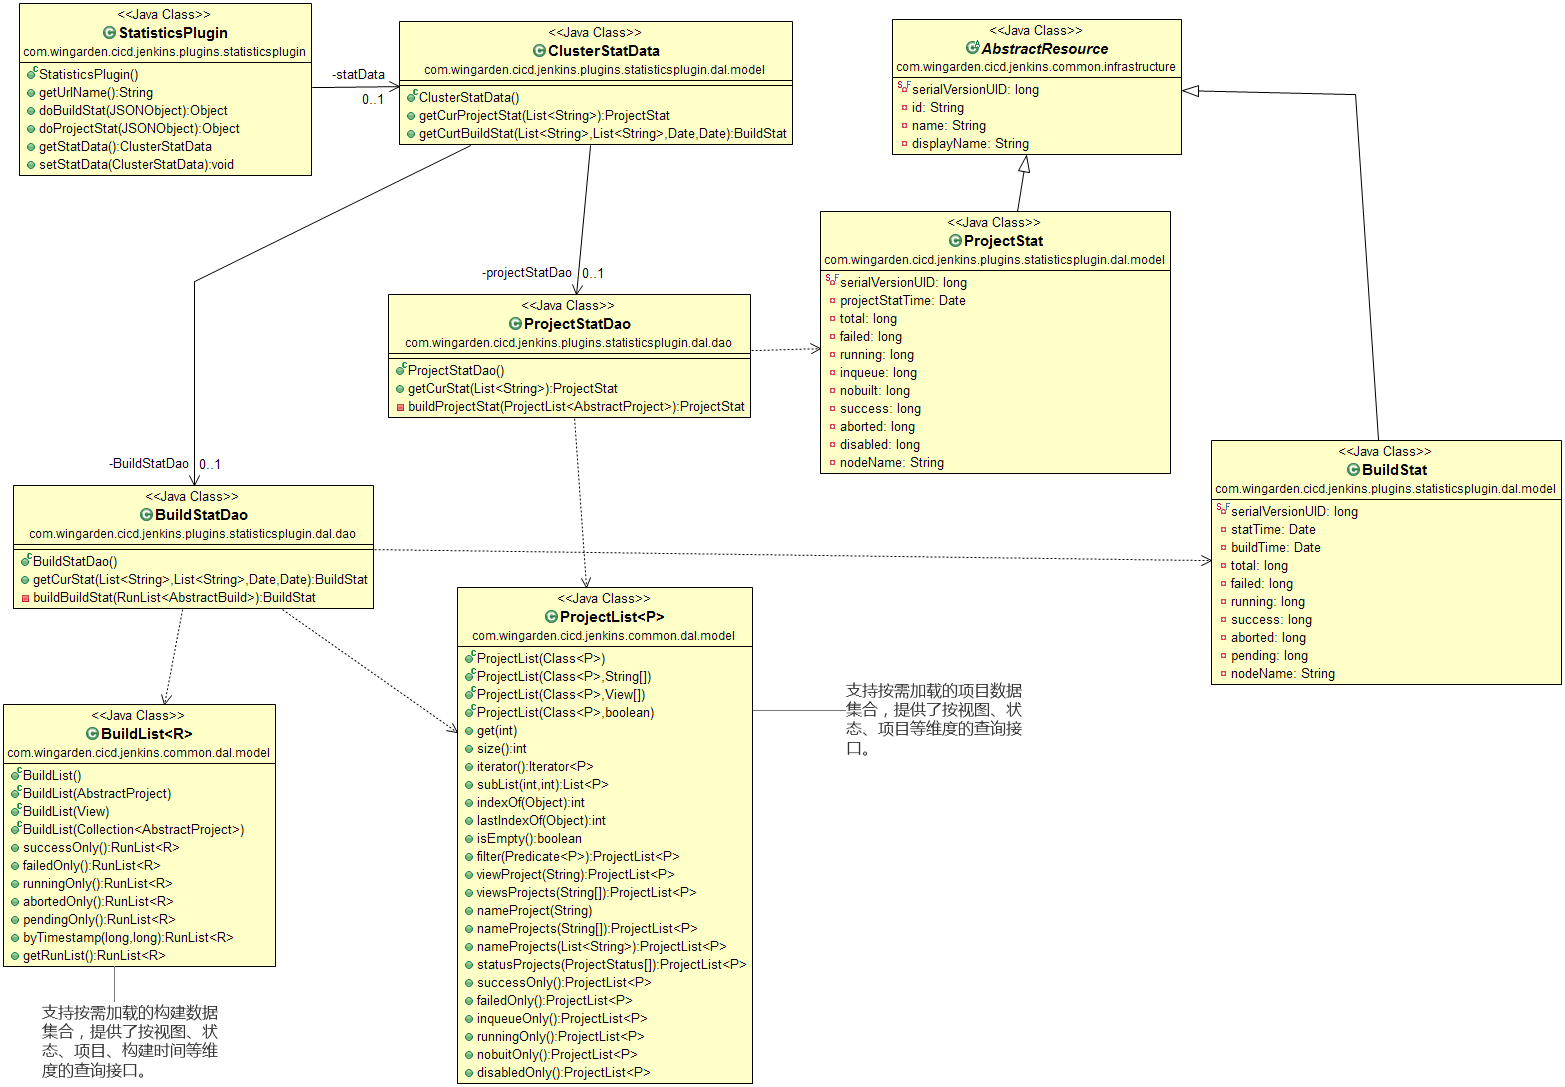 <<Java Class>>
StatisticsPlugin
com.wingarden.cicd.jenkins.plugins.statisticsplugin
StatisticsPlugin()
getUrlName():String
doBuildStat(JSONObject):Object
doProjectStat(JSONObject):Object
getStatData():ClusterStatData
setStatData(ClusterStatData):void
-statData
0..1
<<Java Class>>
ClusterStatData
com.wingarden.cicd.jenkins.plugins.statisticsplugin.dal.model
ClusterStatData()
getCurProjectStat(List<String>):ProjectStat
getCurtBuildStat(List<String>,List<String>,Date,Date):BuildStat
<<Java Class>>
AbstractResource
com.wingarden.cicd.jenkins.common.infrastructure
serialVersionUID: long
id: String
name: String
displayName: String
<<Java Class>>
ProjectStat
com.wingarden.cicd.jenkins.plugins.statisticsplugin.dal.model
serialVersionUID: long
projectStatTime: Date
total: long
failed: long
running: long
inqueue: long
nobuilt: long
success: long
aborted: long
disabled: long
nodeName: String
-projectStatDao
0..1
<<Java Class>>
ProjectStatDao
com.wingarden.cicd.jenkins.plugins.statisticsplugin.dal.dao
ProjectStatDao()
getCurStat(List<String>):ProjectStat
buildProjectStat(ProjectList<AbstractProject>):ProjectStat
<<Java Class>>
BuildStat
com.wingarden.cicd.jenkins.plugins.statisticsplugin.dal.model
serialVersionUID: long
statTime: Date
buildTime: Date
total: long
failed: long
running: long
success: long
aborted: long
pending: long
nodeName: String
-BuildStatDao
0..1
<<Java Class>>
BuildStatDao
com.wingarden.cicd.jenkins.plugins.statisticsplugin.dal.dao
BuildStatDao()
getCurStat(List<String>,List<String>,Date,Date):BuildStat
buildBuildStat(RunList<AbstractBuild>):BuildStat
<<Java Class>>
ProjectList<P>
com.wingarden.cicd.jenkins.common.dal.model
ProjectList(Class<P>)
ProjectList(Class<P>,String[])
ProjectList(Class<P>,View[])
ProjectList(Class<P>,boolean)
get(int)
size():int
iterator():Iterator<P>
subList(int,int):List<P>
indexOf(Object):int
lastIndexOf(Object):int
isEmpty():boolean
filter(Predicate<P>):ProjectList<P>
viewProject(String):ProjectList<P>
viewsProjects(String[]):ProjectList<P>
nameProject(String)
nameProjects(String[]):ProjectList<P>
nameProjects(List<String>):ProjectList<P>
statusProjects(ProjectStatus[]):ProjectList<P>
successOnly():ProjectList<P>
failedOnly():ProjectList<P>
inqueueOnly():ProjectList<P>
runningOnly():ProjectList<P>
nobuitOnly():ProjectList<P>
disabledOnly():ProjectList<P>
支持按需加载的项目数据
集合，提供了按视图、状
态、项目等维度的查询接
口。
<<Java Class>>
BuildList<R>
com.wingarden.cicd.jenkins.common.dal.model
BuildList()
BuildList(AbstractProject)
BuildList(View)
BuildList(Collection<AbstractProject>)
successOnly():RunList<R>
failedOnly():RunList<R>
runningOnly():RunList<R>
abortedOnly():RunList<R>
pendingOnly():RunList<R>
byTimestamp(long,long):RunList<R>
getRunList():RunList<R>
支持按需加载的构建数据
集合，提供了按视图、状
态、项目、构建时间等维
度的查询接口。